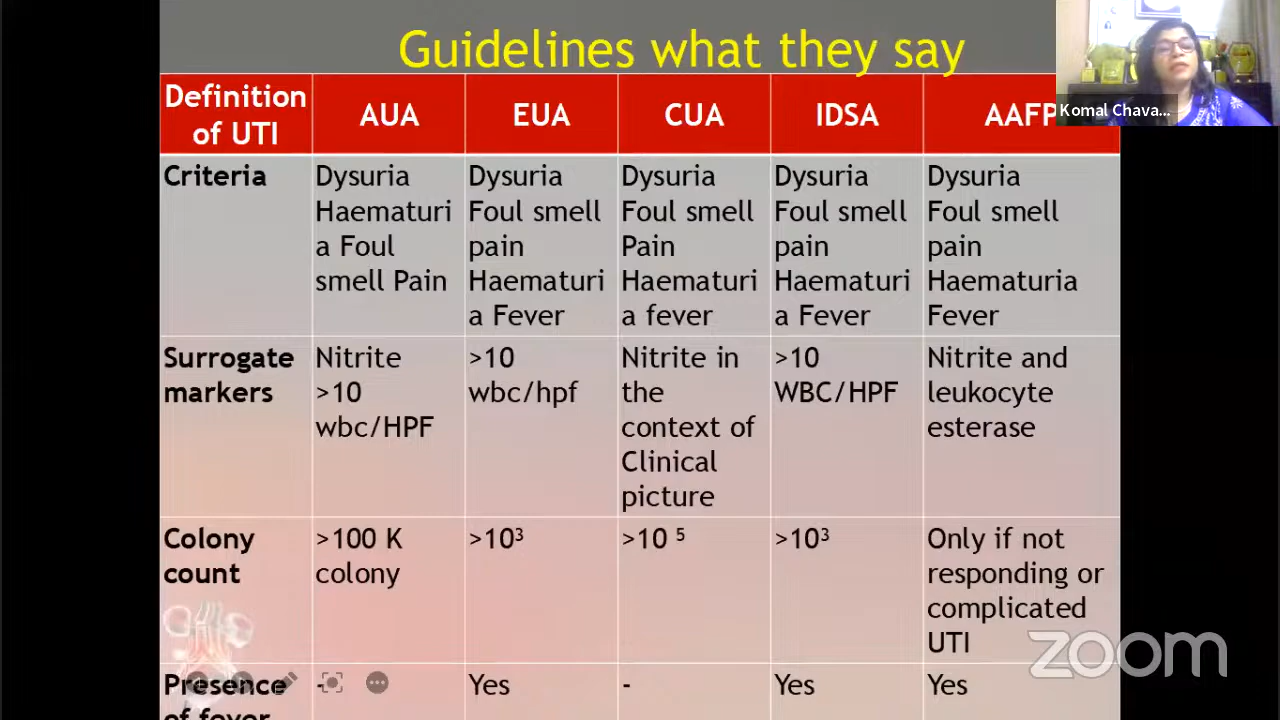 Guidelines what they say
Komal Chava...
Definition
of UTI
AUA
EUA
CUA
IDSA
AAFP
Criteria
Dysuria
Haematuri
a Foul
smell Pain
Dysuria
Foul smell
pain
Haematuri
a Fever
Dysuria
Foul smell
Pain
Haematuri
a fever
Dysuria
Foul smell
pain
Haematuri
a Fever
Dysuria
Foul smell
pain
Haematuria
Fever
Surrogate
markers
Nitrite
>10
wbc/HPF
>10
wbc/hpf
Nitrite in
the
context of
Clinical
picture
>10
WBC/HPF
Nitrite and
leukocyte
esterase
Colony
count
>100 K
colony
>10³
>10 ⁵
>10³
Only if not
responding or
complicated
UTI
Presence
of fever
-
Yes
-
Yes
Yes
zoom